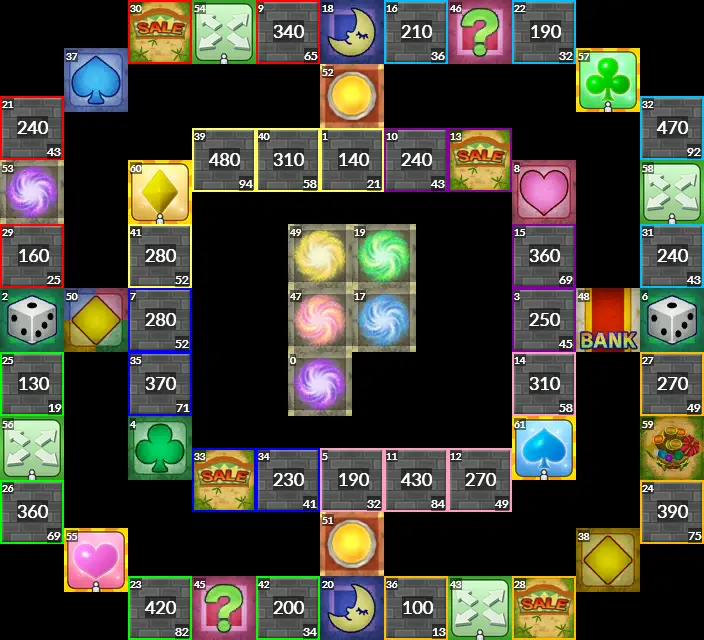 30 SALE
54
9 340 65
18
16 210 36
46 ?
22 190 32
37
52
57
21 240 43
32 470 92
39 480 94
40 310 58
1 140 21
10 240 43
13 SALE
53
60
8
58
29 160 25
41 280 52
49
19
15 360 69
31 240 43
2
50
7 280 52
47
17
3 250 45
48 BANK
6
25 130 19
35 370 71
0
14 310 58
27 270 49
56
4
61
59
33 SALE
34 230 41
5 190 32
11 430 84
12 270 49
26 360 69
24 390 75
55
51
38
23 420 82
45 ?
42 200 34
20
36 100 13
43
28 SALE